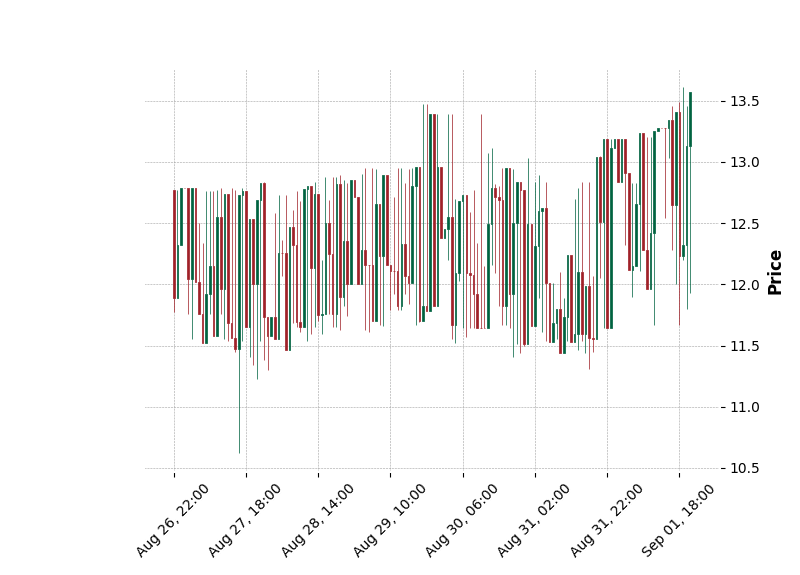 13.5
13.0
12.5
12.0
11.5
11.0
10.5
Price
Aug 26, 22:00
Aug 27, 18:00
Aug 28, 14:00
Aug 29, 10:00
Aug 30, 06:00
Aug 31, 02:00
Aug 31, 22:00
Sep 01, 18:00